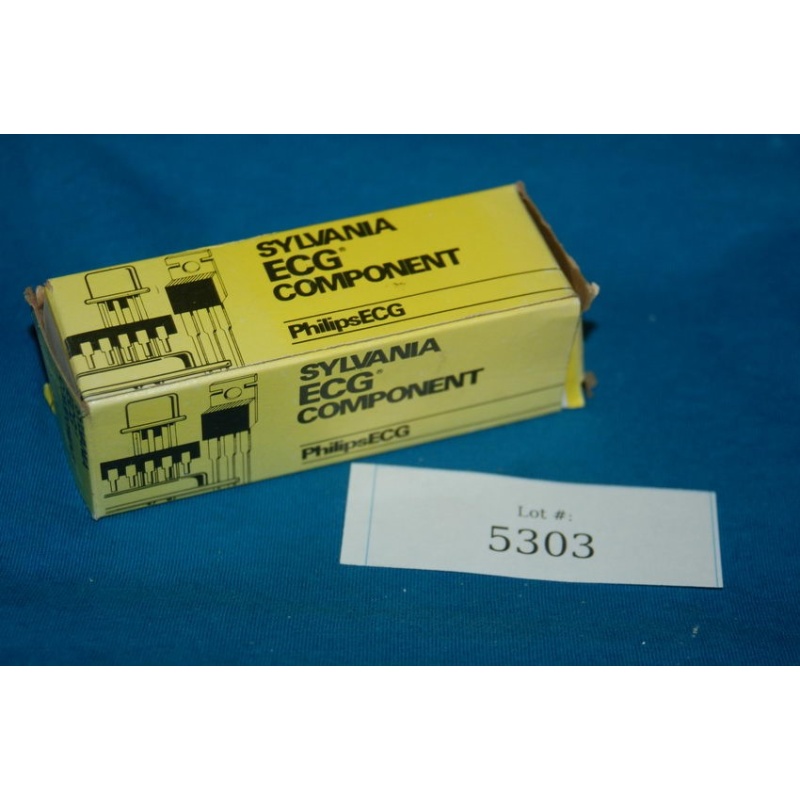 SYLVANIA
ECG®
COMPONENT
PhilipsECG
SYLVANIA
ECG®
COMPONENT
PhilipsECG
Lot #:
5303